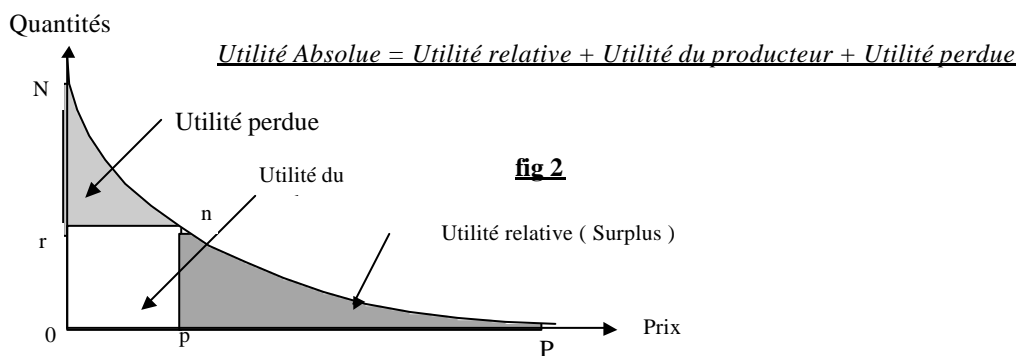 Quantités
Utilité Absolue = Utilité relative + Utilité du producteur + Utilité perdue
N
Utilité perdue
fig 2
Utilité du
n
r
Utilité relative ( Surplus )
0
p
P
Prix